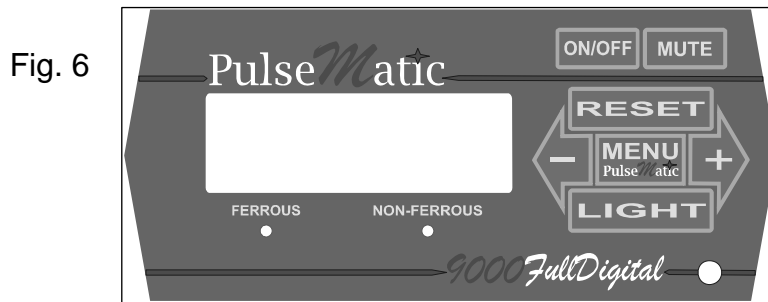 Fig. 6
ON/OFF MUTE
PulseMatic
RESET
- MENU +
PulseMatic
LIGHT
FERROUS NON-FERROUS
9000FullDigital